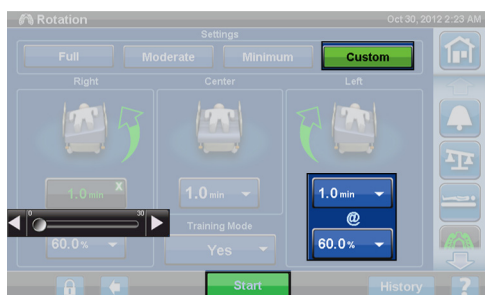 Rotation Oct 30, 2012 2:23 AM
Settings
Full Moderate Minimum Custom
Right Center Left
1.0 min X 1.0 min 1.0 min
0 30 @
60.0% Training Mode 60.0%
Yes
Start History ?